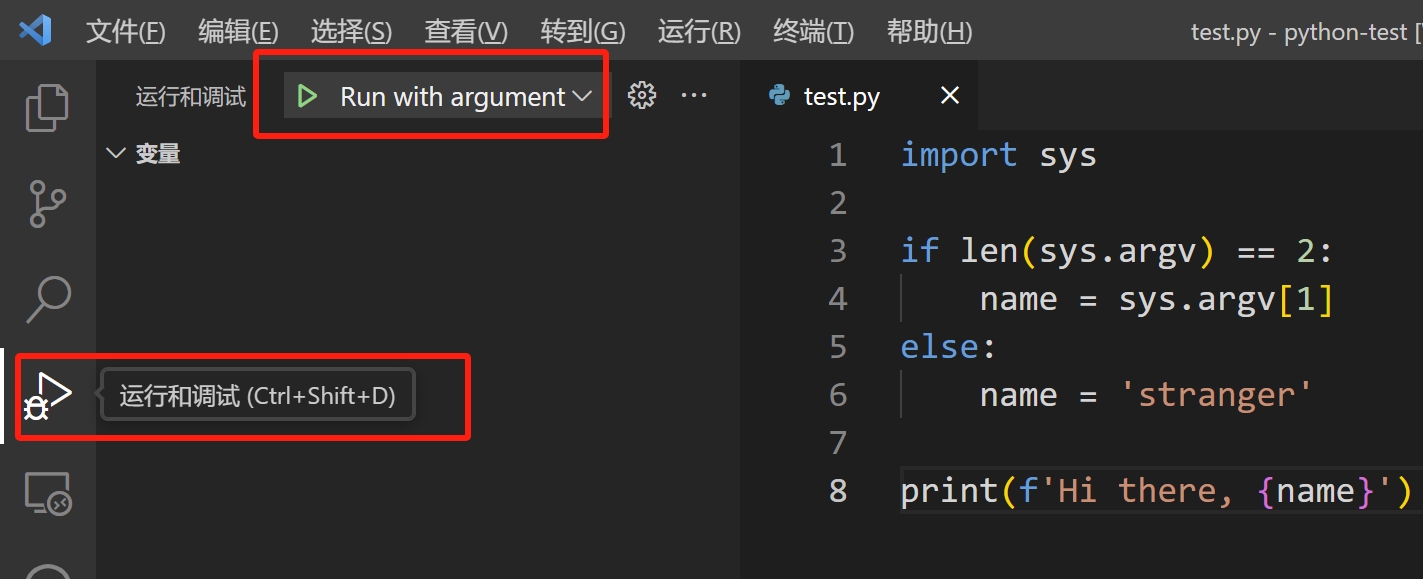 文件(F) 编辑(E) 选择(S) 查看(V) 转到(G) 运行(R) 终端(T) 帮助(H) test.py - python-test [
运行和调试 Run with argument ··· test.py
变量
1 import sys
2
3 if len(sys.argv) == 2:
4     name = sys.argv[1]
5 else:
6     name = 'stranger'
7
8 print(f'Hi there, {name}')
运行和调试 (Ctrl+Shift+D)